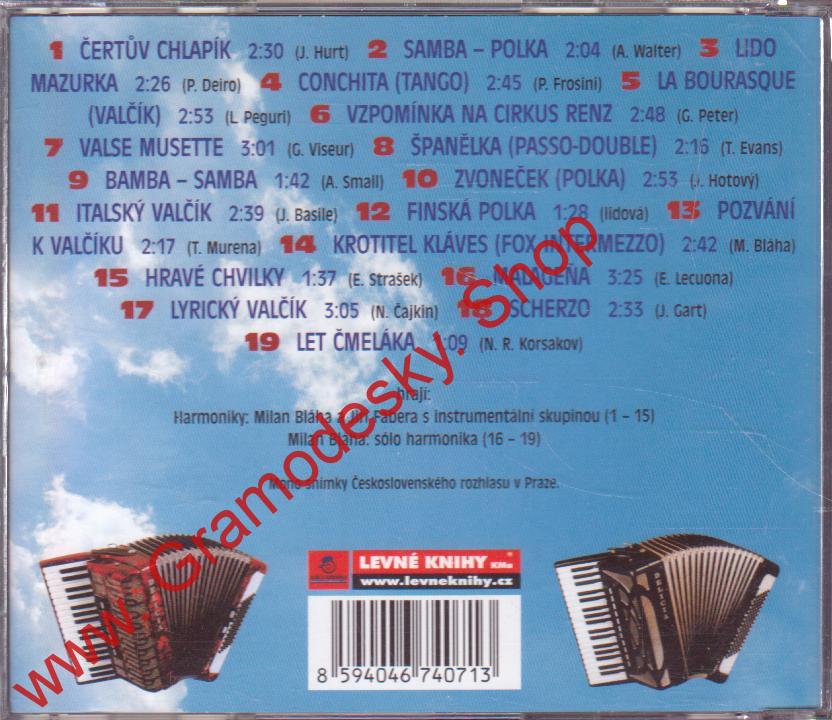 1 ČERTŮV CHLAPÍK 2:30 (J. Hurt) 2 SAMBA – POLKA 2:04 (A. Walter) 3 LIDO
MAZURKA 2:26 (P. Deiro) 4 CONCHITA (TANGO) 2:45 (P. Frosini) 5 LA BOURASQUE
(VALČÍK) 2:53 (L. Peguri) 6 VZPOMÍNKA NA CIRKUS RENZ 2:48 (G. Peter)
7 VALSE MUSETTE 3:01 (G. Viseur) 8 ŠPANĚLKA (PASSO-DOUBLE) 2:16 (T. Evans)
9 BAMBA – SAMBA 1:42 (A. Small) 10 ZVONEČEK (POLKA) 2:53 (J. Hotový)
11 ITALSKÝ VALČÍK 2:39 (J. Basile) 12 FINSKÁ POLKA 1:28 (lidová) 13 POZVÁNÍ
K VALČÍKU 2:17 (T. Murena) 14 KROTITEL KLÁVES (FOX INTERMEZZO) 2:42 (M. Bláha)
15 HRAVÉ CHVILKY 1:37 (E. Strašek) 16 MALAGEŇA 3:25 (E. Lecuona)
17 LYRICKÝ VALČÍK 3:05 (N. Čajkin) 18 SCHERZO 2:33 (J. Gart)
19 LET ČMELÁKA 1:09 (N. R. Korsakov)
hrají:
Harmoniky: Milan Bláha a Jiří Fabera s instrumentální skupinou (1 – 15)
Milan Bláha: sólo harmonika (16 – 19)
Mono snímky Československého rozhlasu v Praze.
LEVNÉ KNIHY KMa
www.levneknihy.cz
8 594046 740713
DELICIA
www. Gramodesky. Shop